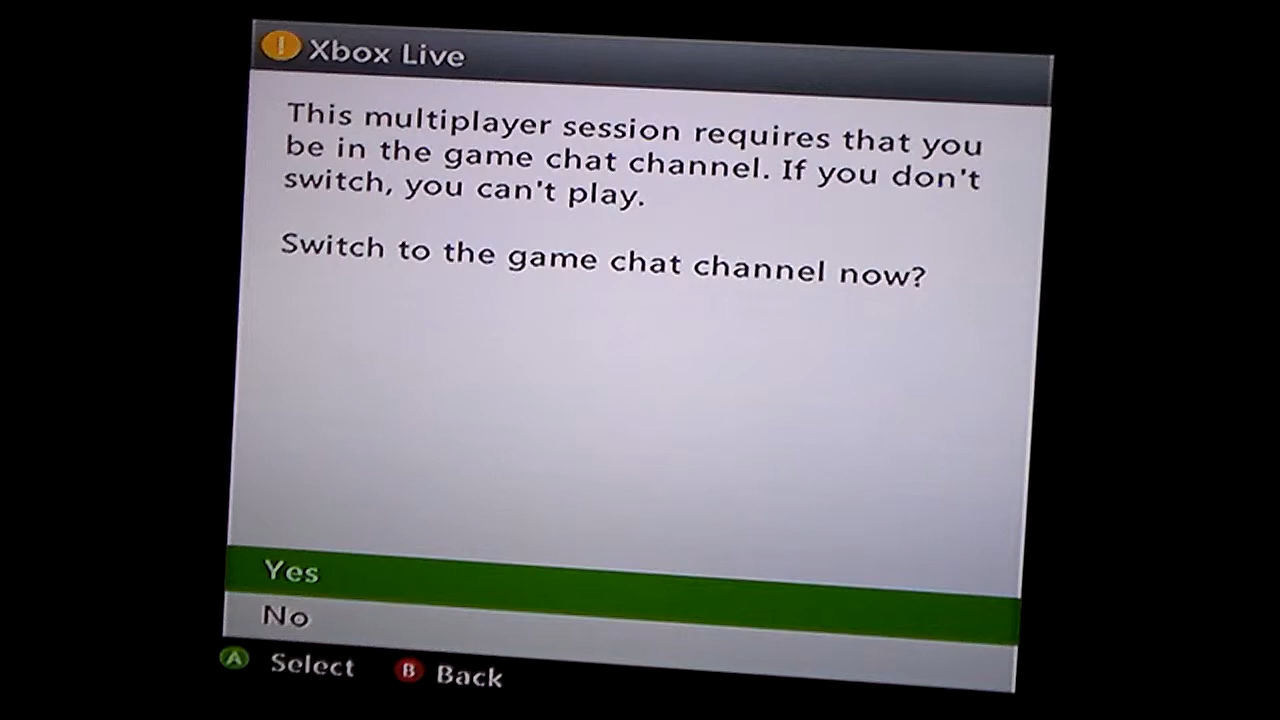 Xbox Live
This multiplayer session requires that you
be in the game chat channel. If you don't
switch, you can't play.
Switch to the game chat channel now?
Yes
No
A Select B Back